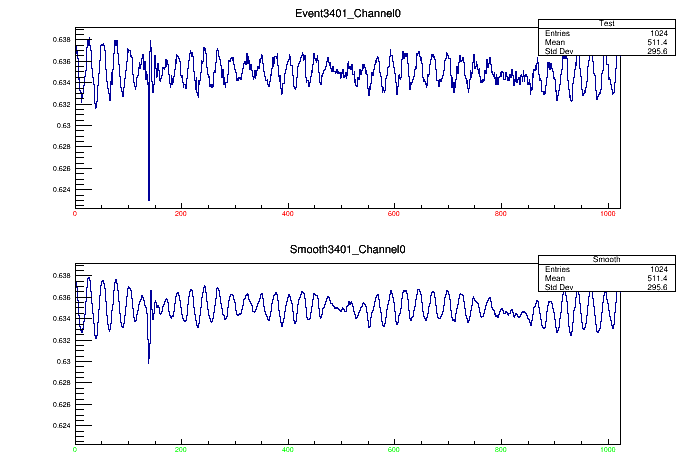 Event3401_Channel0
Test
Entries 1024
Mean 511.4
Std Dev 295.6
0.638
0.636
0.634
0.632
0.63
0.628
0.626
0.624
0 200 400 600 800 1000
Smooth3401_Channel0
Smooth
Entries 1024
Mean 511.4
Std Dev 295.6
0.638
0.636
0.634
0.632
0.63
0.628
0.626
0.624
0 200 400 600 800 1000